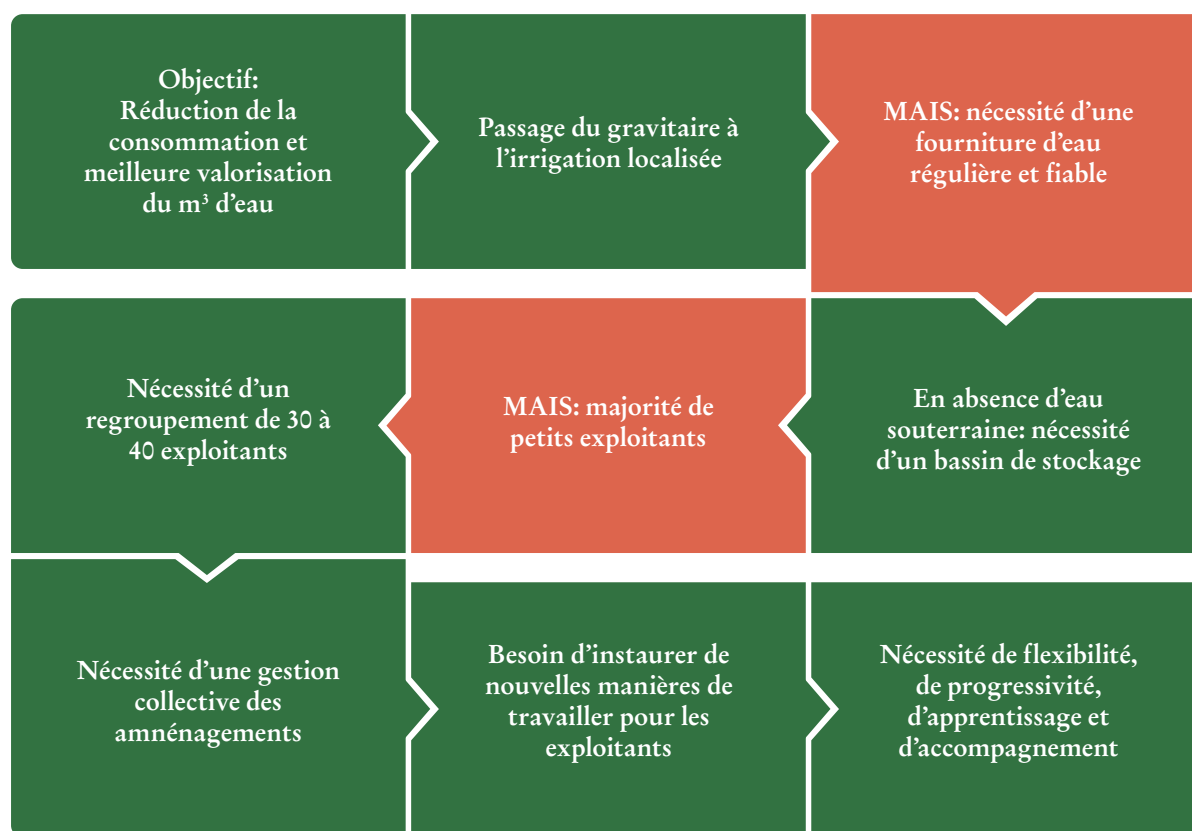 Objectif:
Réduction de la
consommation et
meilleure valorisation
du m³ d’eau
Passage du gravitaire à
l’irrigation localisée
MAIS: nécessité d’une
fourniture d’eau
régulière et fiable
En absence d’eau
souterraine: nécessité
d’un bassin de stockage
MAIS: majorité de
petits exploitants
Nécessité d’un
regroupement de 30 à
40 exploitants
Nécessité d’une gestion
collective des
amnénagements
Besoin d’instaurer de
nouvelles manières de
travailler pour les
exploitants
Nécessité de flexibilité,
de progressivité,
d’apprentissage et
d’accompagnement